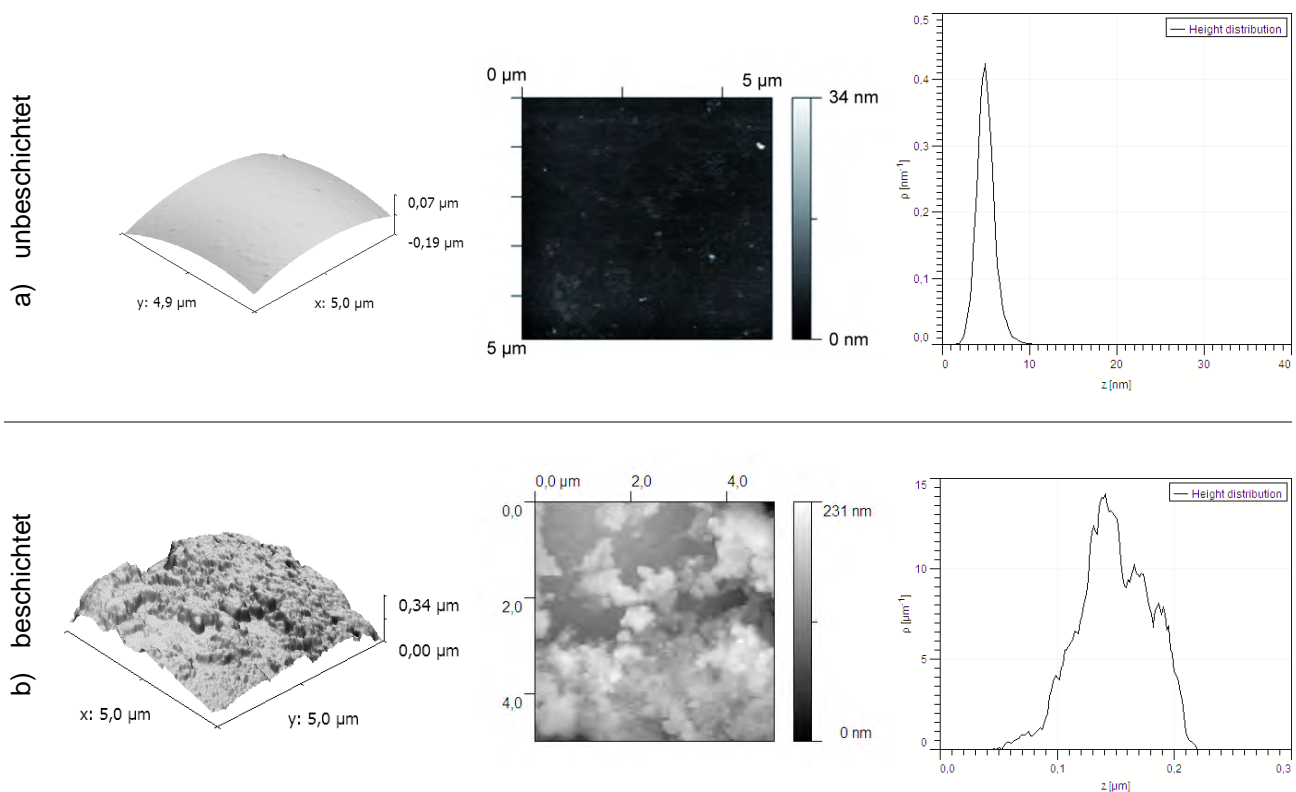 a) unbeschichtet
0,07 µm
-0,19 µm
y: 4,9 µm
x: 5,0 µm
0 µm
5 µm
5 µm
34 nm
0 nm
Height distribution
0,5
0,4
0,3
0,2
0,1
0,0
ρ [nm⁻¹]
0
10
20
30
40
z [nm]
b) beschichtet
0,34 µm
0,00 µm
x: 5,0 µm
y: 5,0 µm
0,0 µm
2,0
4,0
0,0
2,0
4,0
231 nm
0 nm
Height distribution
15
10
5
0
ρ [µm⁻¹]
0,0
0,1
0,2
0,3
z [µm]